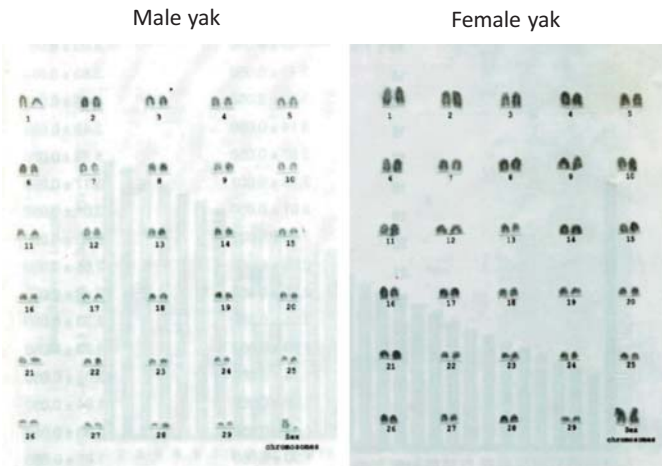 Male yak
Female yak
1 2 3 4 5
6 7 8 9 10
11 12 13 14 15
16 17 18 19 20
21 22 23 24 25
26 27 28 29 Sex
chromosomes
1 2 3 4 5
6 7 8 9 10
11 12 13 14 15
16 17 18 19 20
21 22 23 24 25
26 27 28 29 Sex
chromosomes